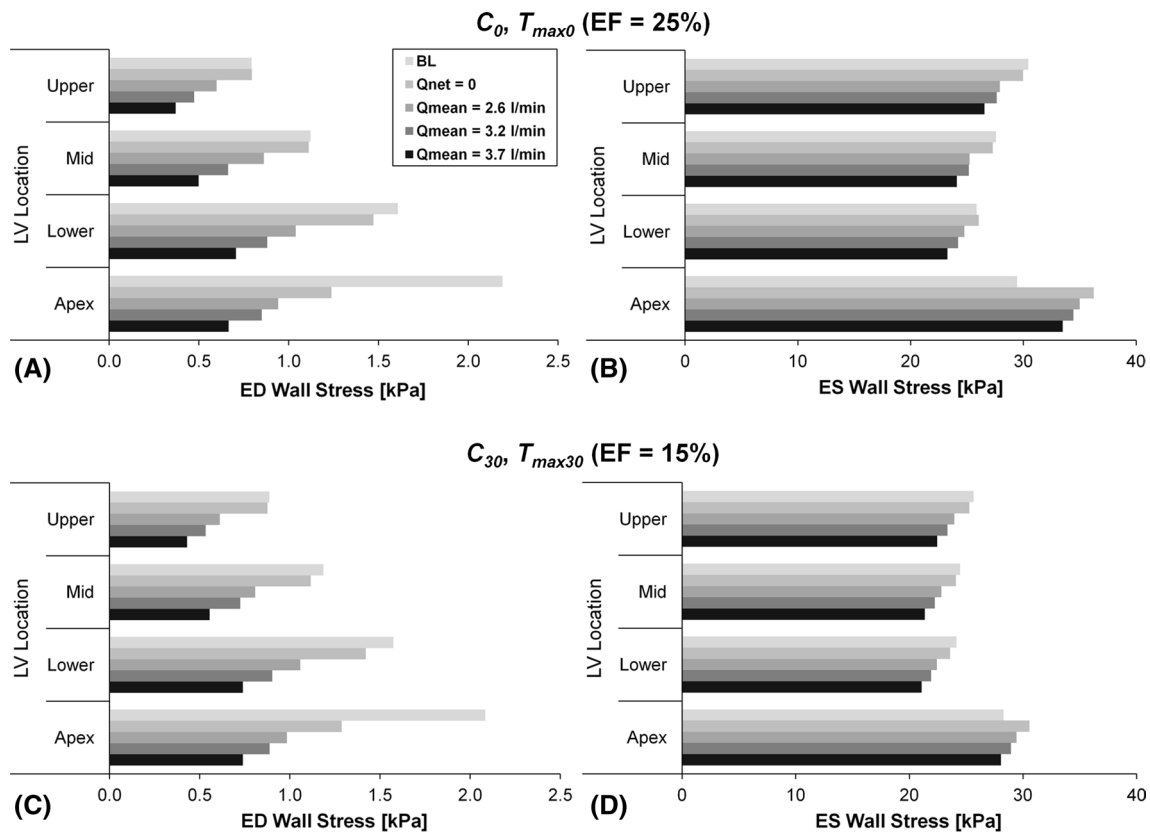 C0, Tmax0 (EF = 25%)
BL
Qnet = 0
Qmean = 2.6 l/min
Qmean = 3.2 l/min
Qmean = 3.7 l/min
LV Location
Upper
Mid
Lower
Apex
0.0 0.5 1.0 1.5 2.0 2.5
(A)
ED Wall Stress [kPa]
LV Location
Upper
Mid
Lower
Apex
0 10 20 30 40
(B)
ES Wall Stress [kPa]
C30, Tmax30 (EF = 15%)
LV Location
Upper
Mid
Lower
Apex
0.0 0.5 1.0 1.5 2.0 2.5
(C)
ED Wall Stress [kPa]
LV Location
Upper
Mid
Lower
Apex
0 10 20 30 40
(D)
ES Wall Stress [kPa]